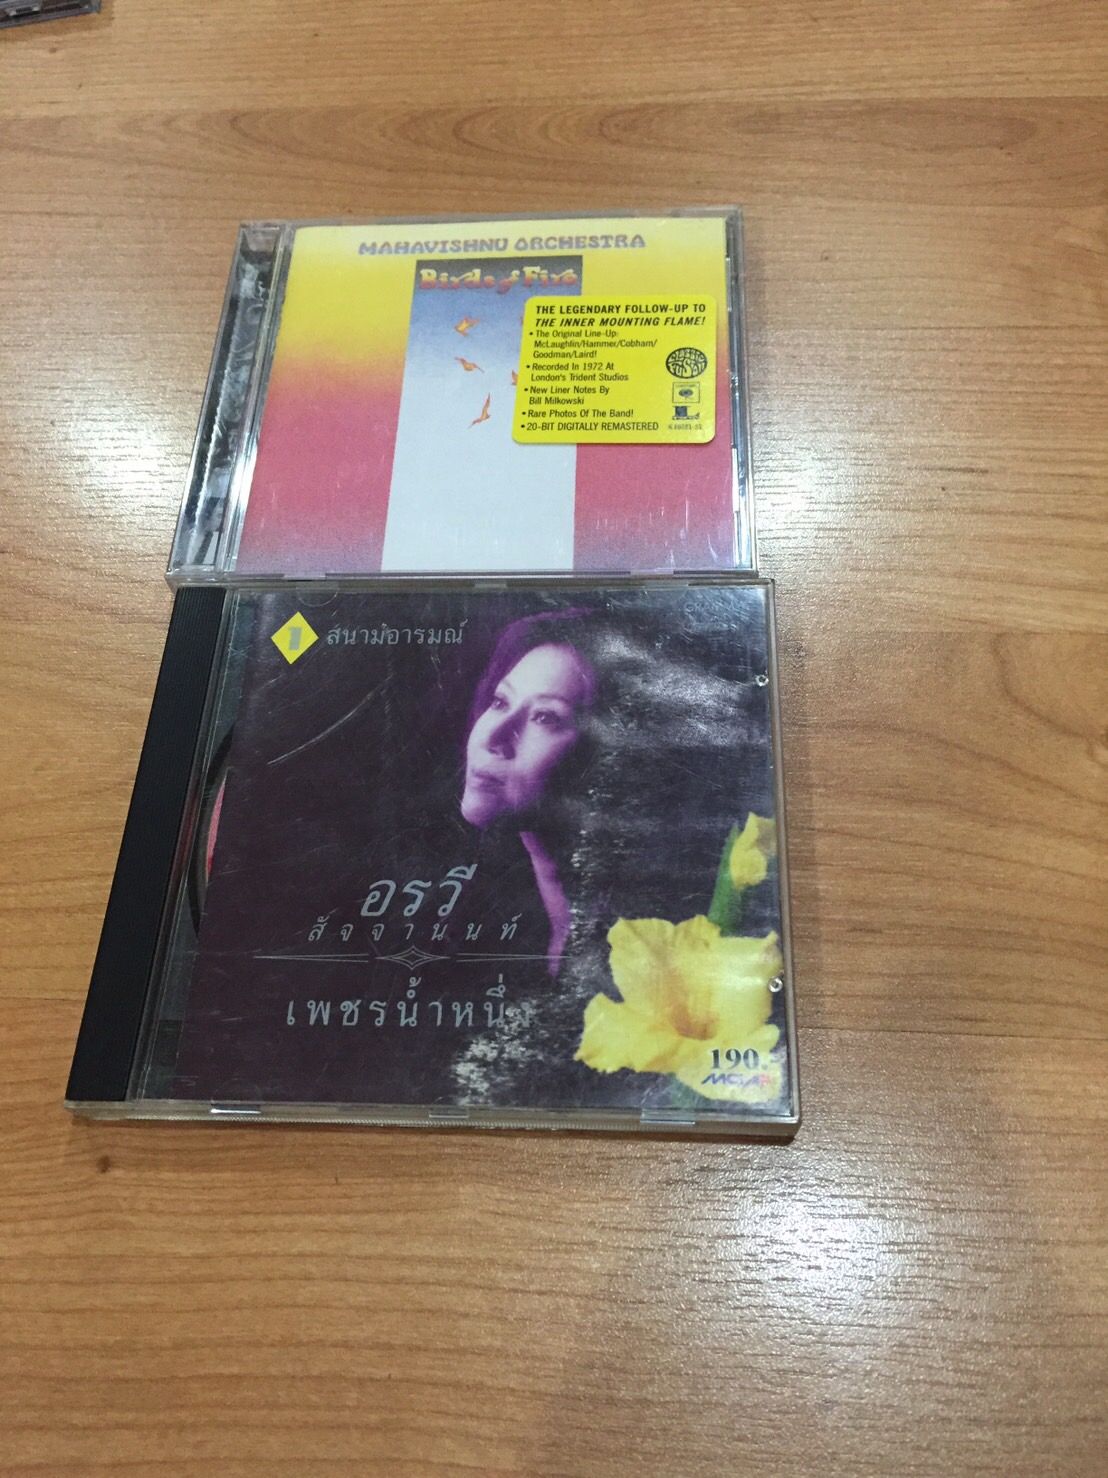 MAHAVISHNU ORCHESTRA
Birds of Fire
THE LEGENDARY FOLLOW-UP TO
THE INNER MOUNTING FLAME!
• The Original Line-Up:
McLaughlin/Hammer/Cobham/
Goodman/Laird!
• Recorded In 1972 At
London's Trident Studios
• New Liner Notes By
Bill Milkowski
• Rare Photos Of The Band!
• 20-BIT DIGITALLY REMASTERED
1 สนามอารมณ์
อรวี
สัจจานนท์
เพชรน้ำหนึ่ง
190.-